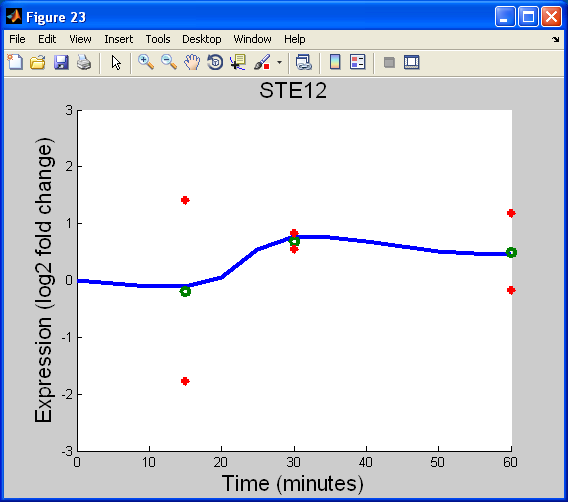 Figure 23
File Edit View Insert Tools Desktop Window Help
STE12
Expression (log2 fold change)
3
2
1
0
-1
-2
-3
0 10 20 30 40 50 60
Time (minutes)